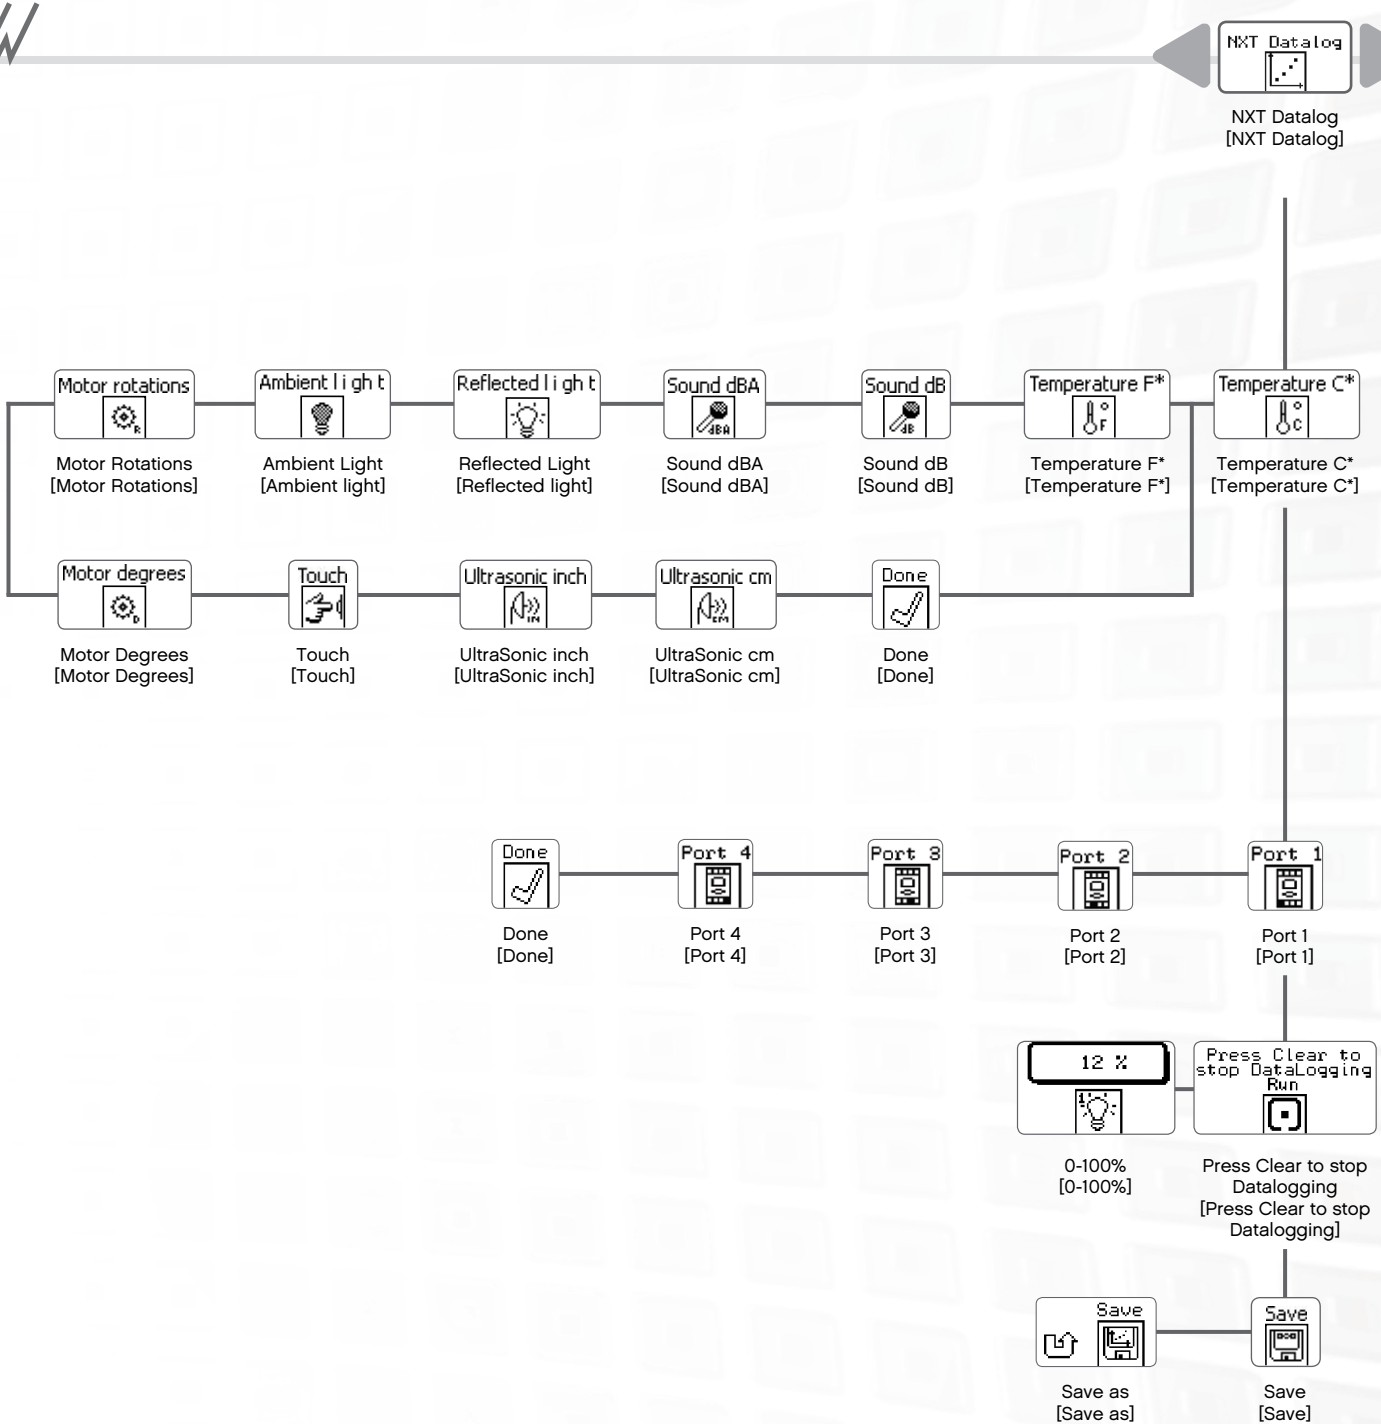 NXT Datalog
NXT Datalog
[NXT Datalog]
Motor rotations
Motor Rotations
[Motor Rotations]
Ambient light
Ambient Light
[Ambient light]
Reflected light
Reflected Light
[Reflected light]
Sound dBA
dBA
Sound dBA
[Sound dBA]
Sound dB
dB
Sound dB
[Sound dB]
Temperature F*
F
Temperature F*
[Temperature F*]
Temperature C*
C
Temperature C*
[Temperature C*]
Motor degrees
Motor Degrees
[Motor Degrees]
Touch
Touch
[Touch]
Ultrasonic inch
IN
UltraSonic inch
[UltraSonic inch]
Ultrasonic cm
CM
UltraSonic cm
[UltraSonic cm]
Done
Done
[Done]
Done
Done
[Done]
Port 4
Port 4
[Port 4]
Port 3
Port 3
[Port 3]
Port 2
Port 2
[Port 2]
Port 1
Port 1
[Port 1]
12 %
1
0-100%
[0-100%]
Press Clear to
stop DataLogging
Run
Press Clear to stop
Datalogging
[Press Clear to stop
Datalogging]
Save
Save as
[Save as]
Save
Save
[Save]